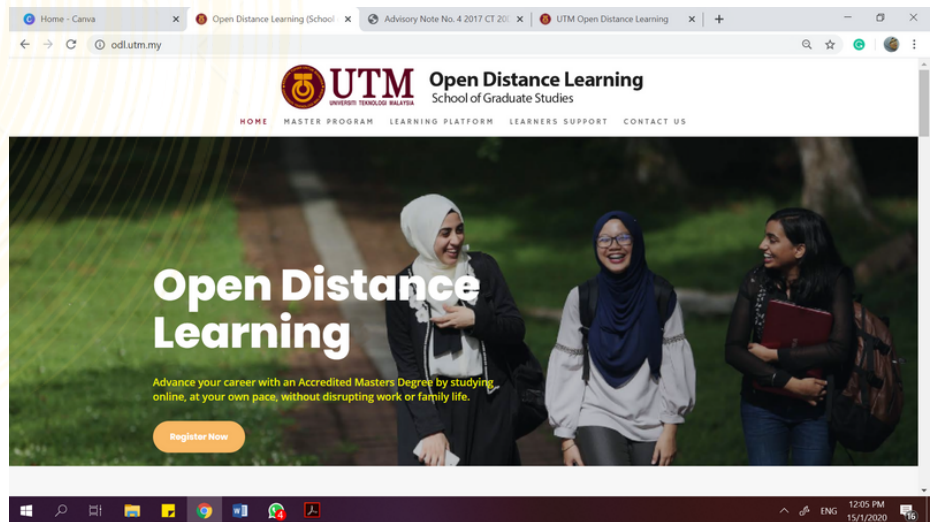 Home - Canva
Open Distance Learning (School
Advisory Note No. 4 2017 CT 20
UTM Open Distance Learning
odl.utm.my
UTM
UNIVERSITI TEKNOLOGI MALAYSIA
Open Distance Learning
School of Graduate Studies
HOME MASTER PROGRAM LEARNING PLATFORM LEARNERS SUPPORT CONTACT US
Open Distance
Learning
Advance your career with an Accredited Masters Degree by studying
online, at your own pace, without disrupting work or family life.
Register Now
4
ENG
12:05 PM
15/1/2020
16